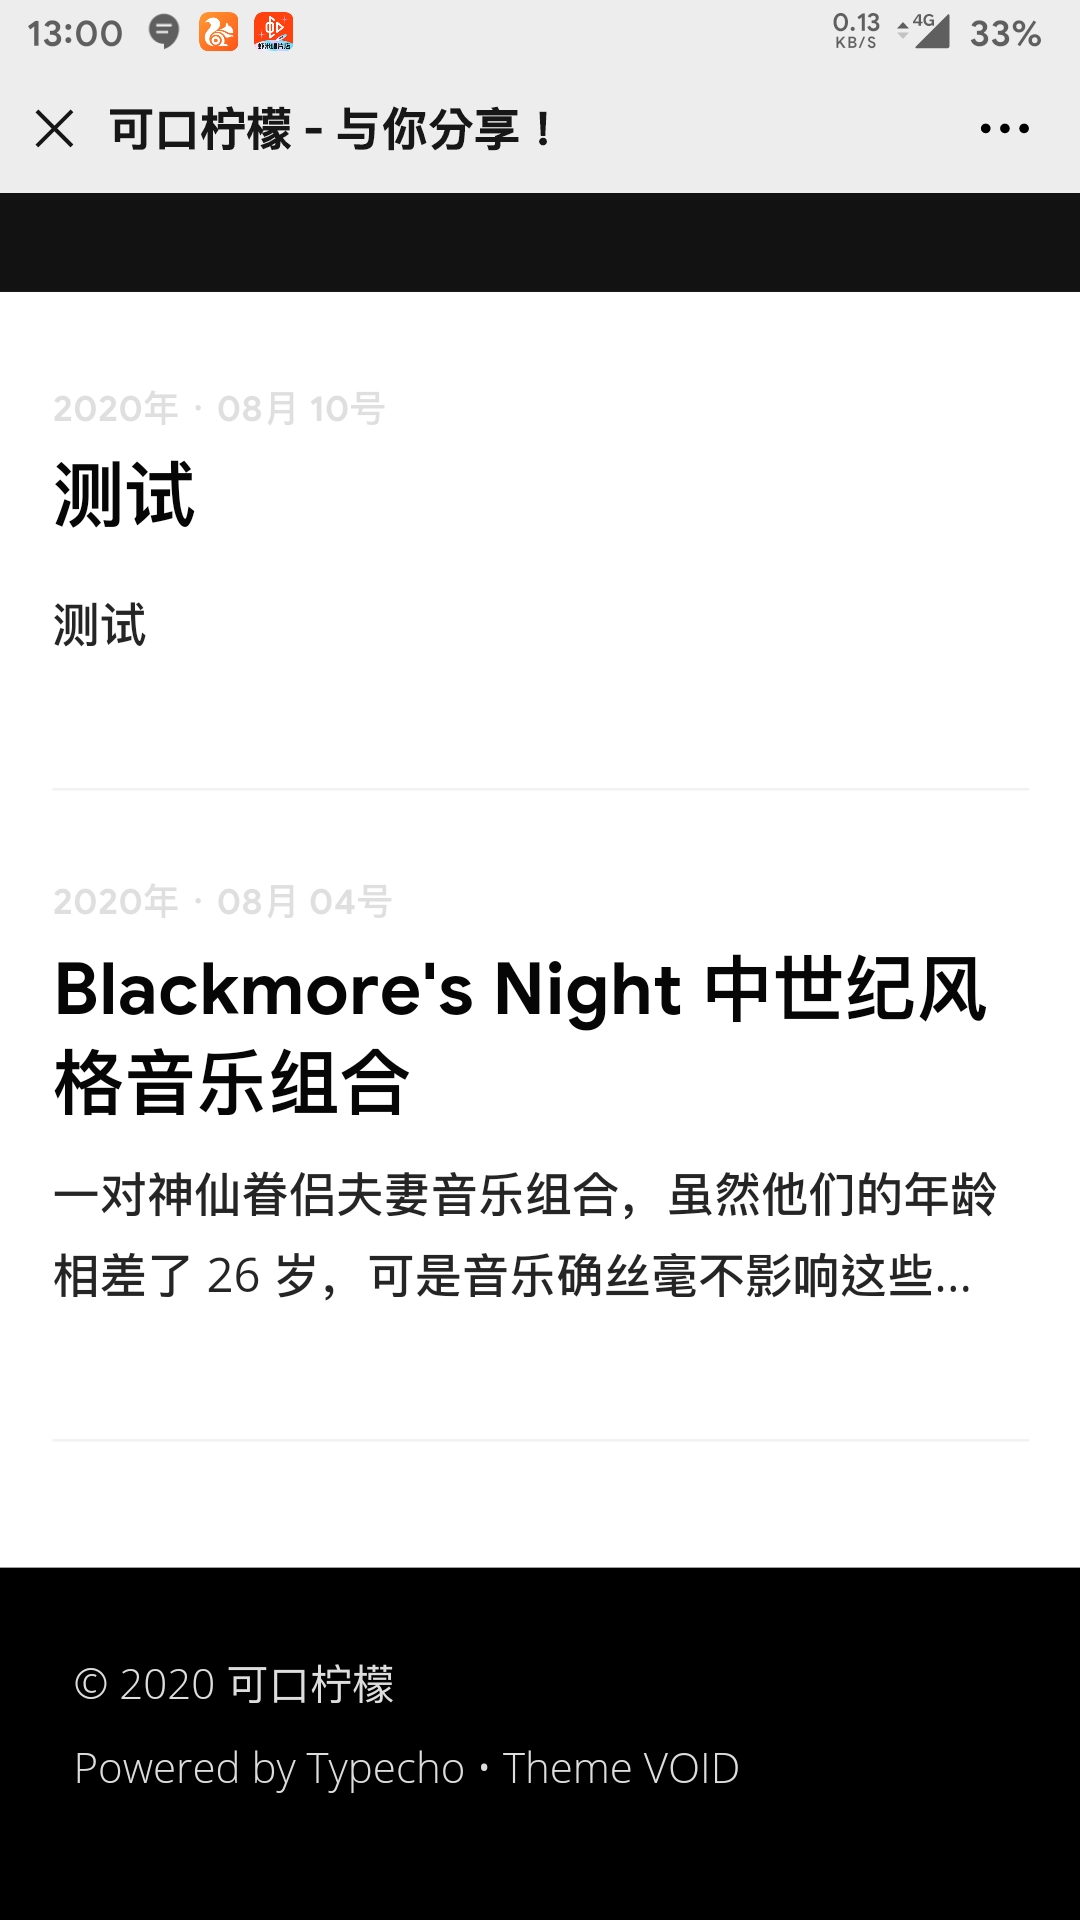 13:00
0.13 KB/S
4G
33%
可口柠檬 - 与你分享！
2020年 · 08月 10号
测试
测试
2020年 · 08月 04号
Blackmore's Night 中世纪风
格音乐组合
一对神仙眷侣夫妻音乐组合，虽然他们的年龄
相差了 26 岁，可是音乐确丝毫不影响这些...
© 2020 可口柠檬
Powered by Typecho • Theme VOID